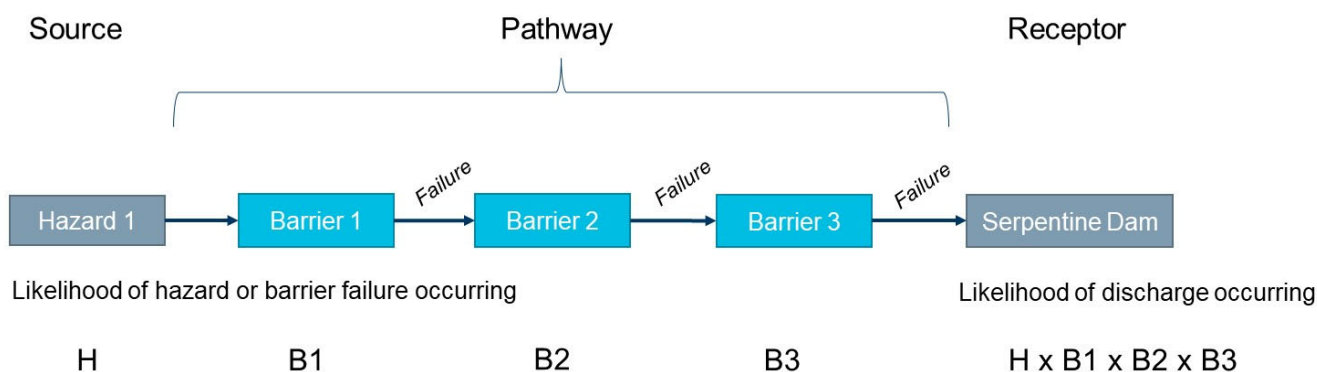 Source Pathway Receptor
Failure Failure Failure
Hazard 1 Barrier 1 Barrier 2 Barrier 3 Serpentine Dam
Likelihood of hazard or barrier failure occurring Likelihood of discharge occurring
H B1 B2 B3 H x B1 x B2 x B3